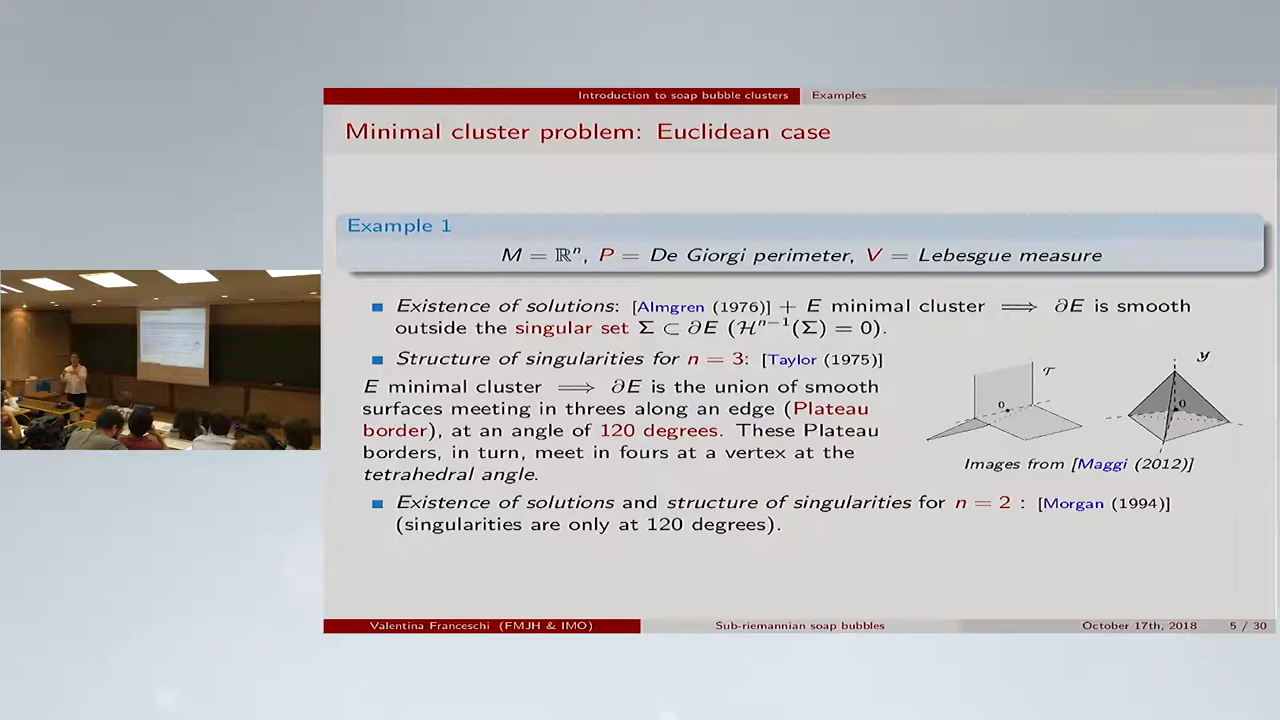 Introduction to soap bubble clusters Examples
Minimal cluster problem: Euclidean case
Example 1
M = ℝⁿ, P = De Giorgi perimeter, V = Lebesgue measure
Existence of solutions: [Almgren (1976)] + E minimal cluster ⟹ ∂E is smooth
outside the singular set Σ ⊂ ∂E (ℋⁿ⁻¹(Σ) = 0).
Structure of singularities for n = 3: [Taylor (1975)]
E minimal cluster ⟹ ∂E is the union of smooth
surfaces meeting in threes along an edge (Plateau
border), at an angle of 120 degrees. These Plateau
borders, in turn, meet in fours at a vertex at the
tetrahedral angle.
𝒯
0
𝒴
0
Images from [Maggi (2012)]
Existence of solutions and structure of singularities for n = 2 : [Morgan (1994)]
(singularities are only at 120 degrees).
Valentina Franceschi (FMJH & IMO) Sub-riemannian soap bubbles October 17th, 2018 5 / 30